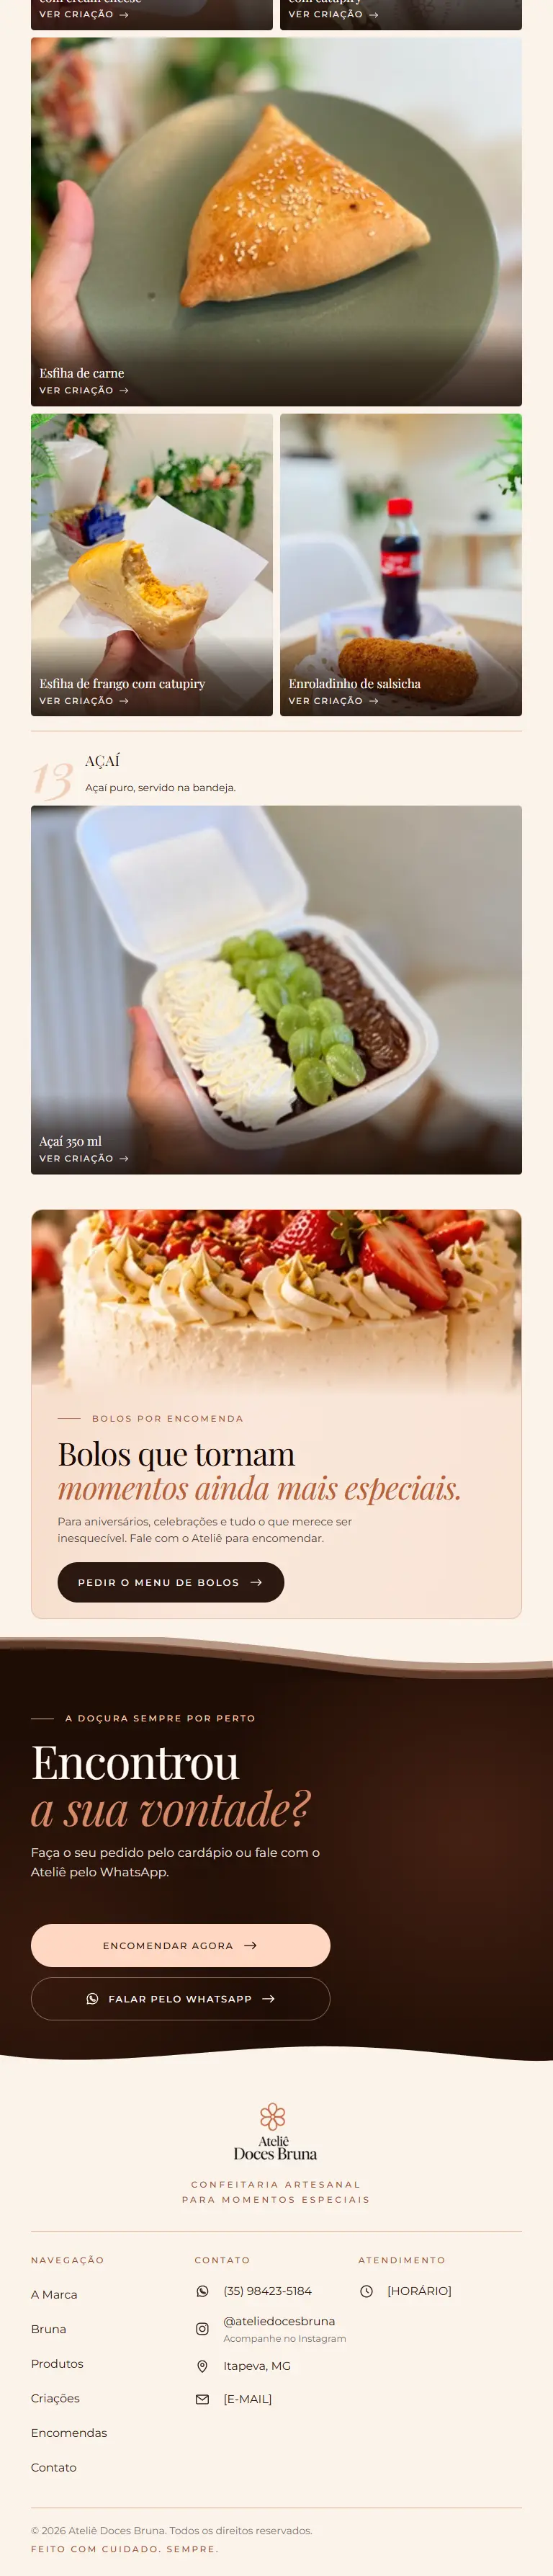 com cream cheese
VER CRIAÇÃO →
com catupiry
VER CRIAÇÃO →
Esfiha de carne
VER CRIAÇÃO →
Esfiha de frango com catupiry
VER CRIAÇÃO →
Enroladinho de salsicha
VER CRIAÇÃO →
13
AÇAÍ
Açaí puro, servido na bandeja.
Açaí 350 ml
VER CRIAÇÃO →
BOLOS POR ENCOMENDA
Bolos que tornam
momentos ainda mais especiais.
Para aniversários, celebrações e tudo o que merece ser
inesquecível. Fale com o Ateliê para encomendar.
PEDIR O MENU DE BOLOS →
A DOÇURA SEMPRE POR PERTO
Encontrou
a sua vontade?
Faça o seu pedido pelo cardápio ou fale com o
Ateliê pelo WhatsApp.
ENCOMENDAR AGORA →
FALAR PELO WHATSAPP →
Ateliê
Doces Bruna
CONFEITARIA ARTESANAL
PARA MOMENTOS ESPECIAIS
NAVEGAÇÃO
A Marca
Bruna
Produtos
Criações
Encomendas
Contato
CONTATO
(35) 98423-5184
@ateliedocesbruna
Acompanhe no Instagram
Itapeva, MG
[E-MAIL]
ATENDIMENTO
[HORÁRIO]
© 2026 Ateliê Doces Bruna. Todos os direitos reservados.
FEITO COM CUIDADO. SEMPRE.